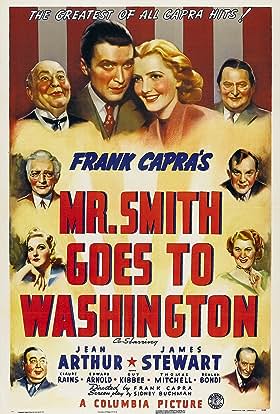 THE GREATEST OF ALL CAPRA HITS!
FRANK CAPRA'S
MR. SMITH
GOES TO
WASHINGTON
Co-Starring
JEAN JAMES
ARTHUR ★ STEWART
CLAUDE EDWARD GUY THOMAS BEULAH
RAINS · ARNOLD · KIBBEE · MITCHELL · BONDI
Directed by FRANK CAPRA
Screen play by SIDNEY BUCHMAN
A COLUMBIA PICTURE